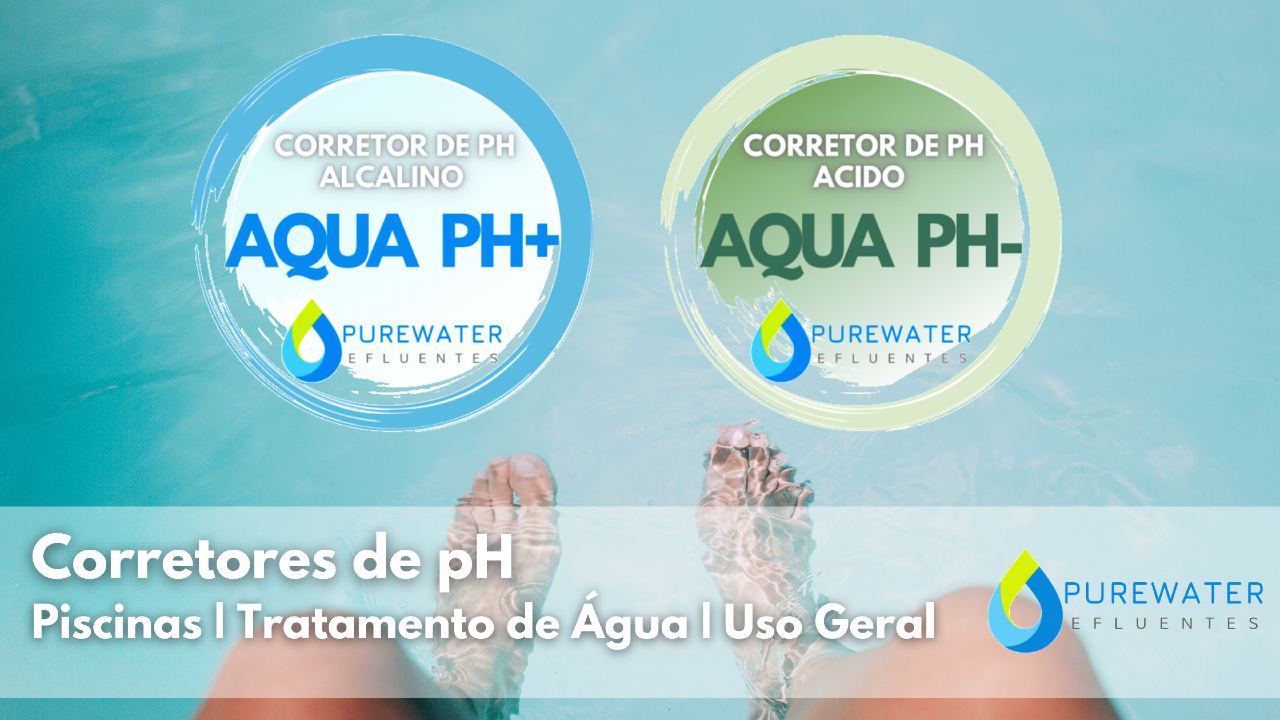 CORRETOR DE PH
ALCALINO
AQUA PH+
PUREWATER
EFLUENTES
CORRETOR DE PH
ACIDO
AQUA PH-
PUREWATER
EFLUENTES
Corretores de pH
Piscinas | Tratamento de Água | Uso Geral
PUREWATER
EFLUENTES